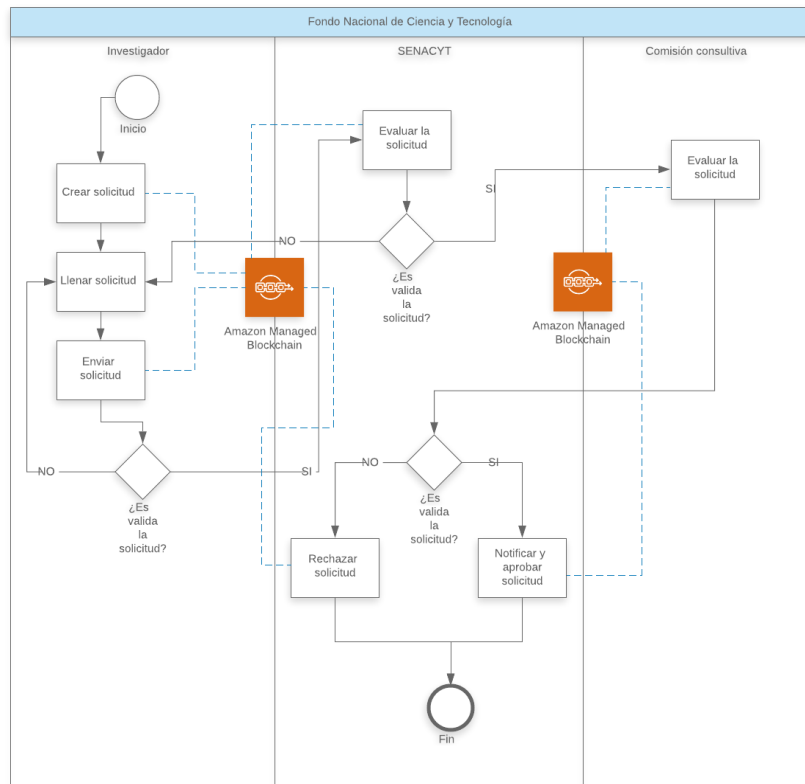 Fondo Nacional de Ciencia y Tecnología
Investigador
SENACYT
Comisión consultiva
Inicio
Evaluar la
solicitud
Evaluar la
solicitud
Crear solicitud
SI
NO
Llenar solicitud
¿Es
valida
la
solicitud?
Amazon Managed
Blockchain
Amazon Managed
Blockchain
Enviar
solicitud
NO
SI
NO
SI
¿Es
valida
la
solicitud?
¿Es
valida
la
solicitud?
Rechazar
solicitud
Notificar y
aprobar
solicitud
Fin